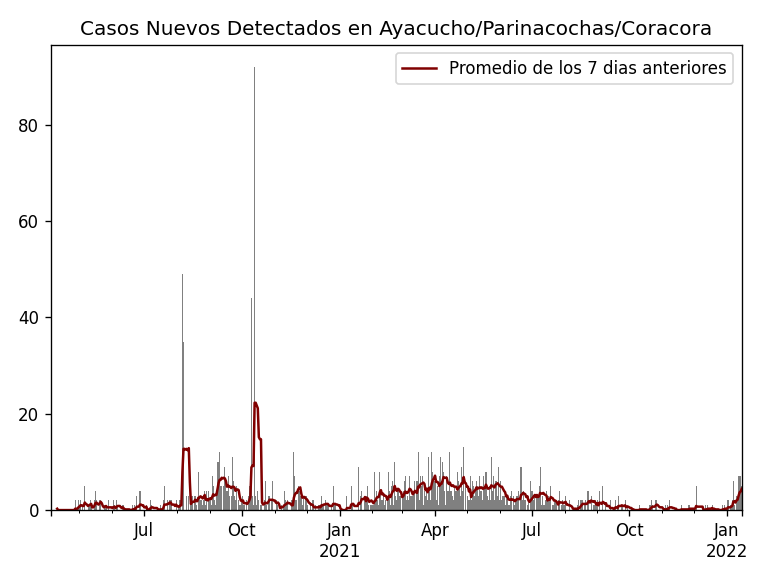 Casos Nuevos Detectados en Ayacucho/Parinacochas/Coracora
Promedio de los 7 dias anteriores
80
60
40
20
0
Jul Oct Jan Apr Jul Oct Jan
2021 2022